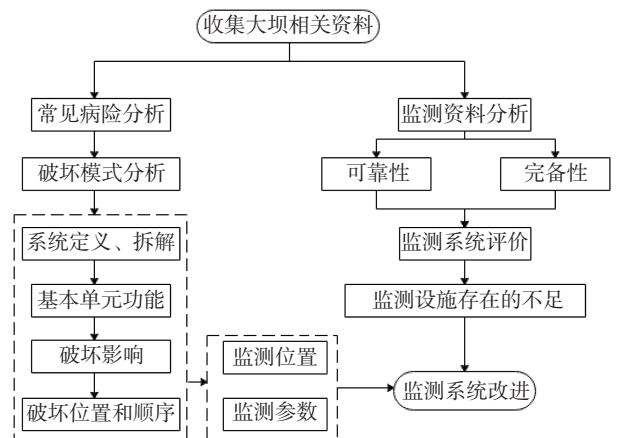 收集大坝相关资料
常见病险分析
监测资料分析
破坏模式分析
可靠性
完备性
系统定义、拆解
监测系统评价
基本单元功能
监测设施存在的不足
破坏影响
监测位置
监测系统改进
破坏位置和顺序
监测参数